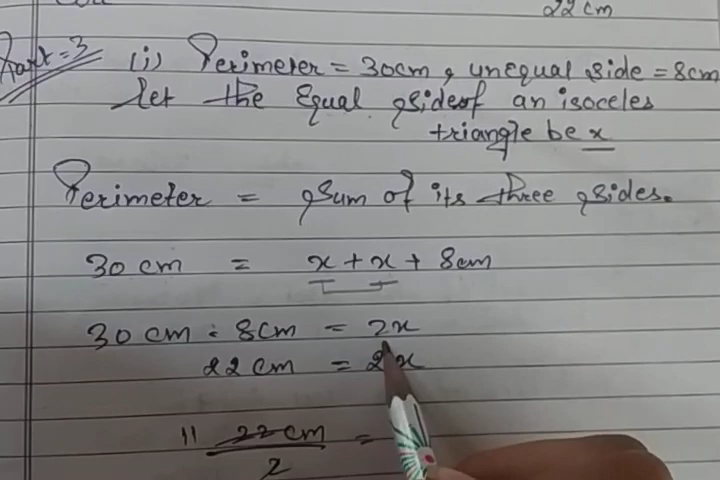 22 cm
Part = 3 (i) Perimeter = 30cm, unequal side = 8cm
let the Equal sides of an isoceles
triangle be x
Perimeter = Sum of its three sides.
30 cm = x + x + 8cm
30 cm - 8cm = 2x
22 cm = 2x
11 22 cm =
2